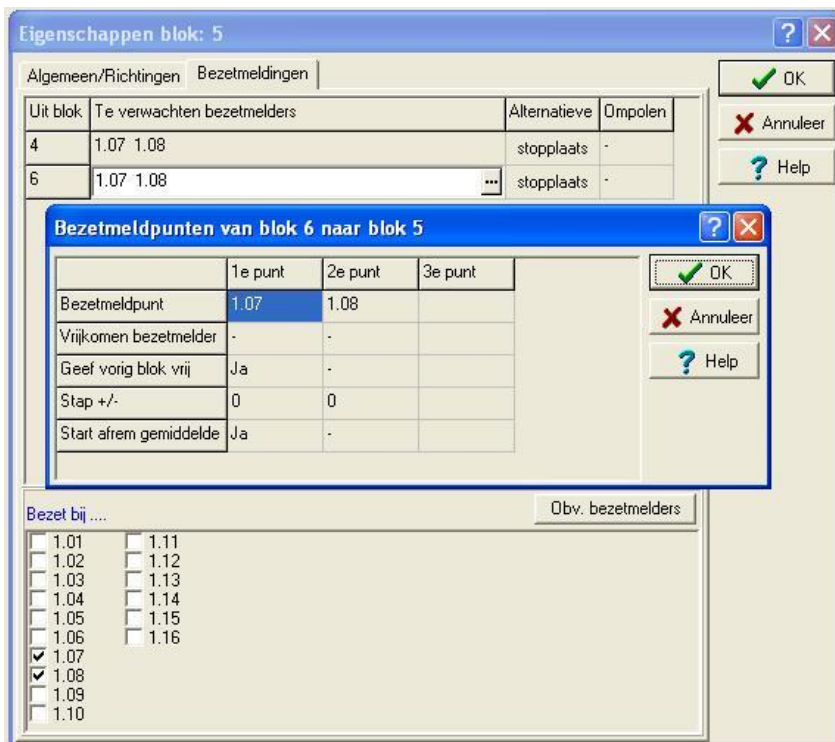 Eigenschappen blok: 5
Algemeen/Richtingen Bezetmeldingen
OK
Annuleer
Help
Uit blok Te verwachten bezetmelders Alternatieve Ompolen
4 1.07 1.08 stopplaats -
6 1.07 1.08 ... stopplaats -
Bezetmeldpunten van blok 6 naar blok 5
1e punt 2e punt 3e punt
Bezetmeldpunt 1.07 1.08
Vrijkomen bezetmelder - -
Geef vorig blok vrij Ja -
Stap +/- 0 0
Start afrem gemiddelde Ja -
OK
Annuleer
Help
Bezet bij ....
Obv. bezetmelders
1.01 1.11
1.02 1.12
1.03 1.13
1.04 1.14
1.05 1.15
1.06 1.16
1.07
1.08
1.09
1.10